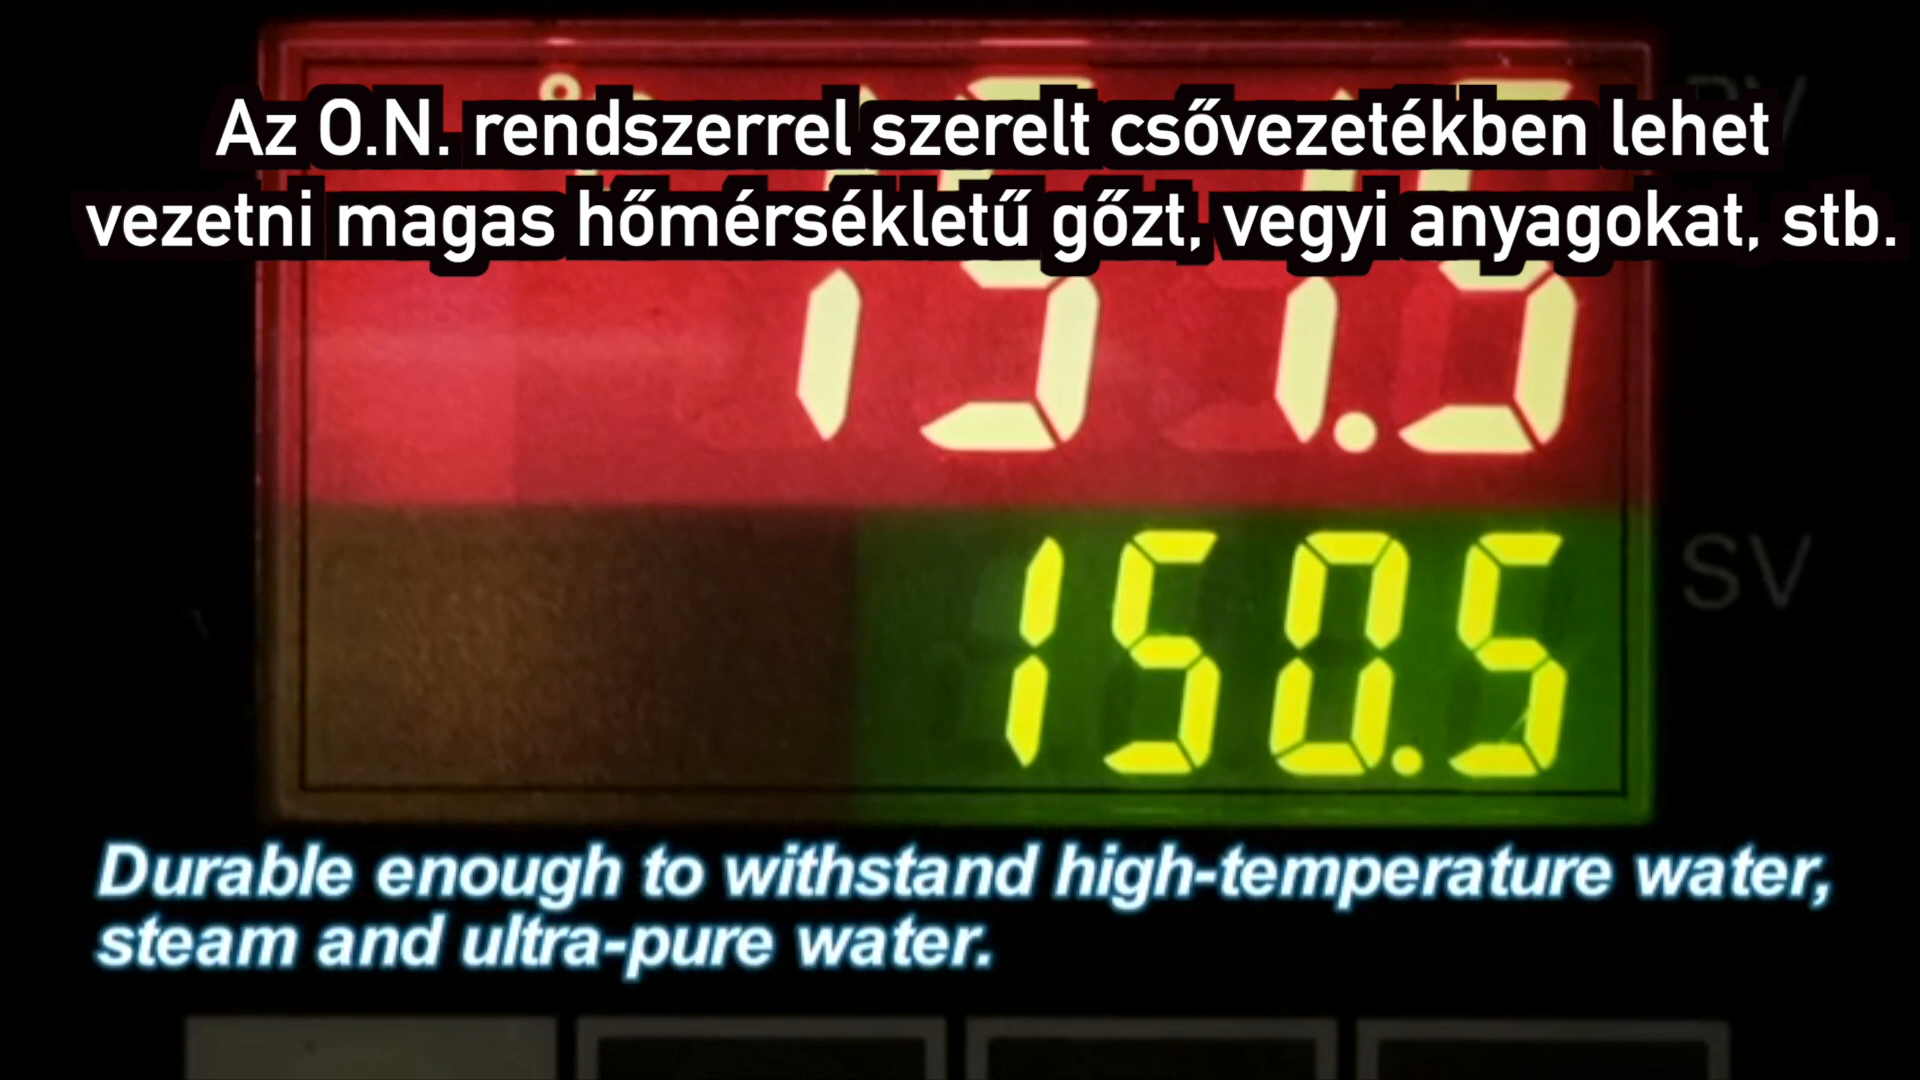 Az O.N. rendszerrel szerelt csővezetékben lehet
vezetni magas hőmérsékletű gőzt, vegyi anyagokat, stb.
150.5
SV
Durable enough to withstand high-temperature water,
steam and ultra-pure water.